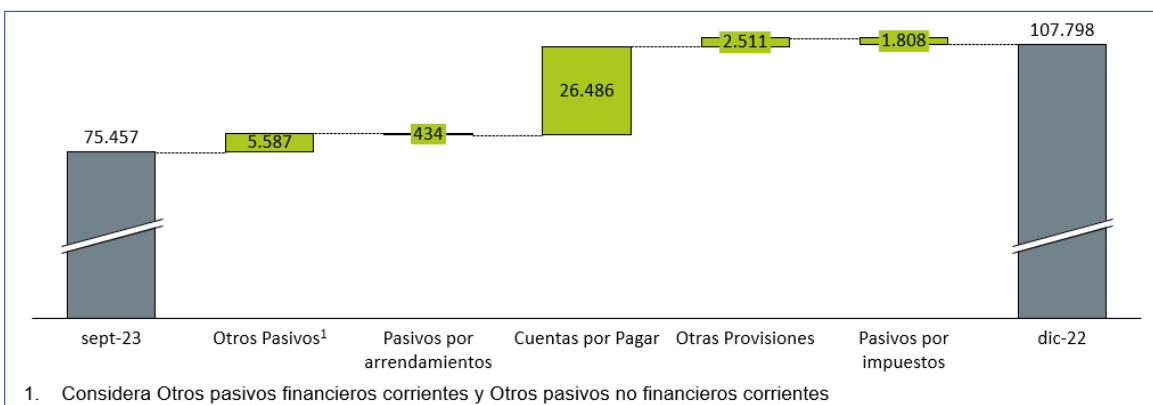 75.457
5.587
434
26.486
2.511
1.808
107.798
sept-23
Otros Pasivos¹
Pasivos por
arrendamientos
Cuentas por Pagar
Otras Provisiones
Pasivos por
impuestos
dic-22
1. Considera Otros pasivos financieros corrientes y Otros pasivos no financieros corrientes